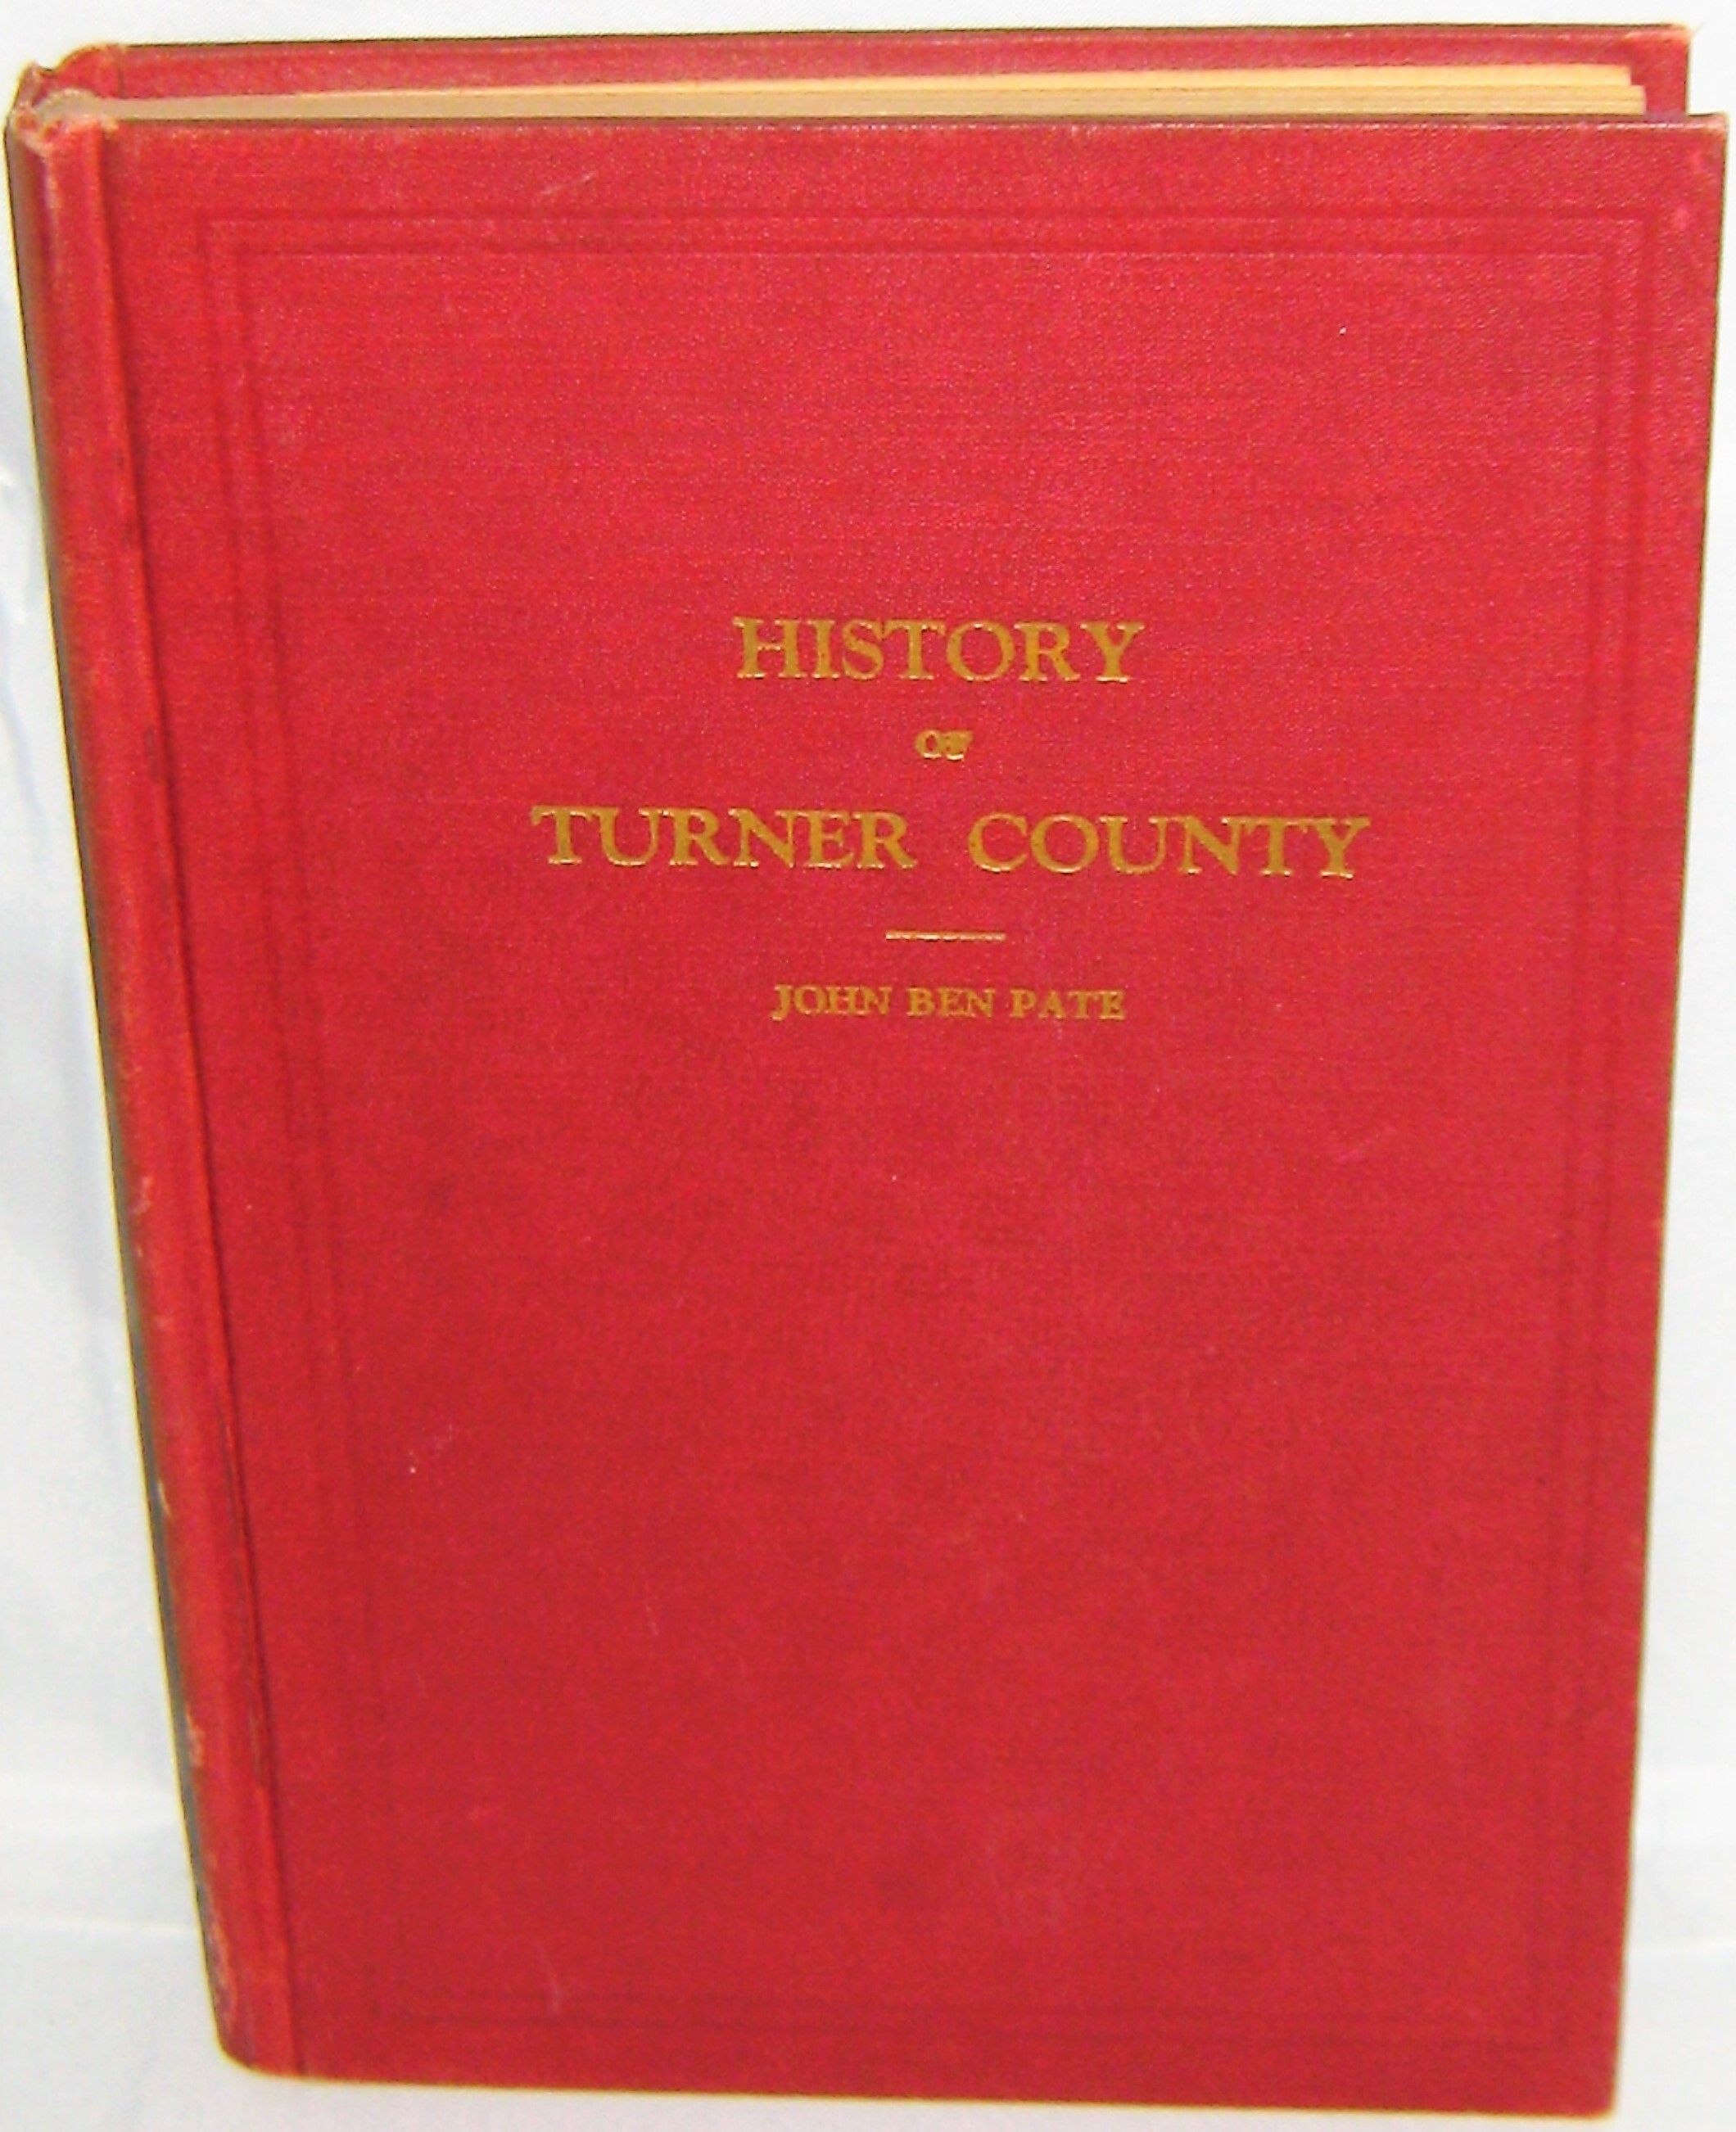 HISTORY
OF
TURNER COUNTY
JOHN BEN PATE